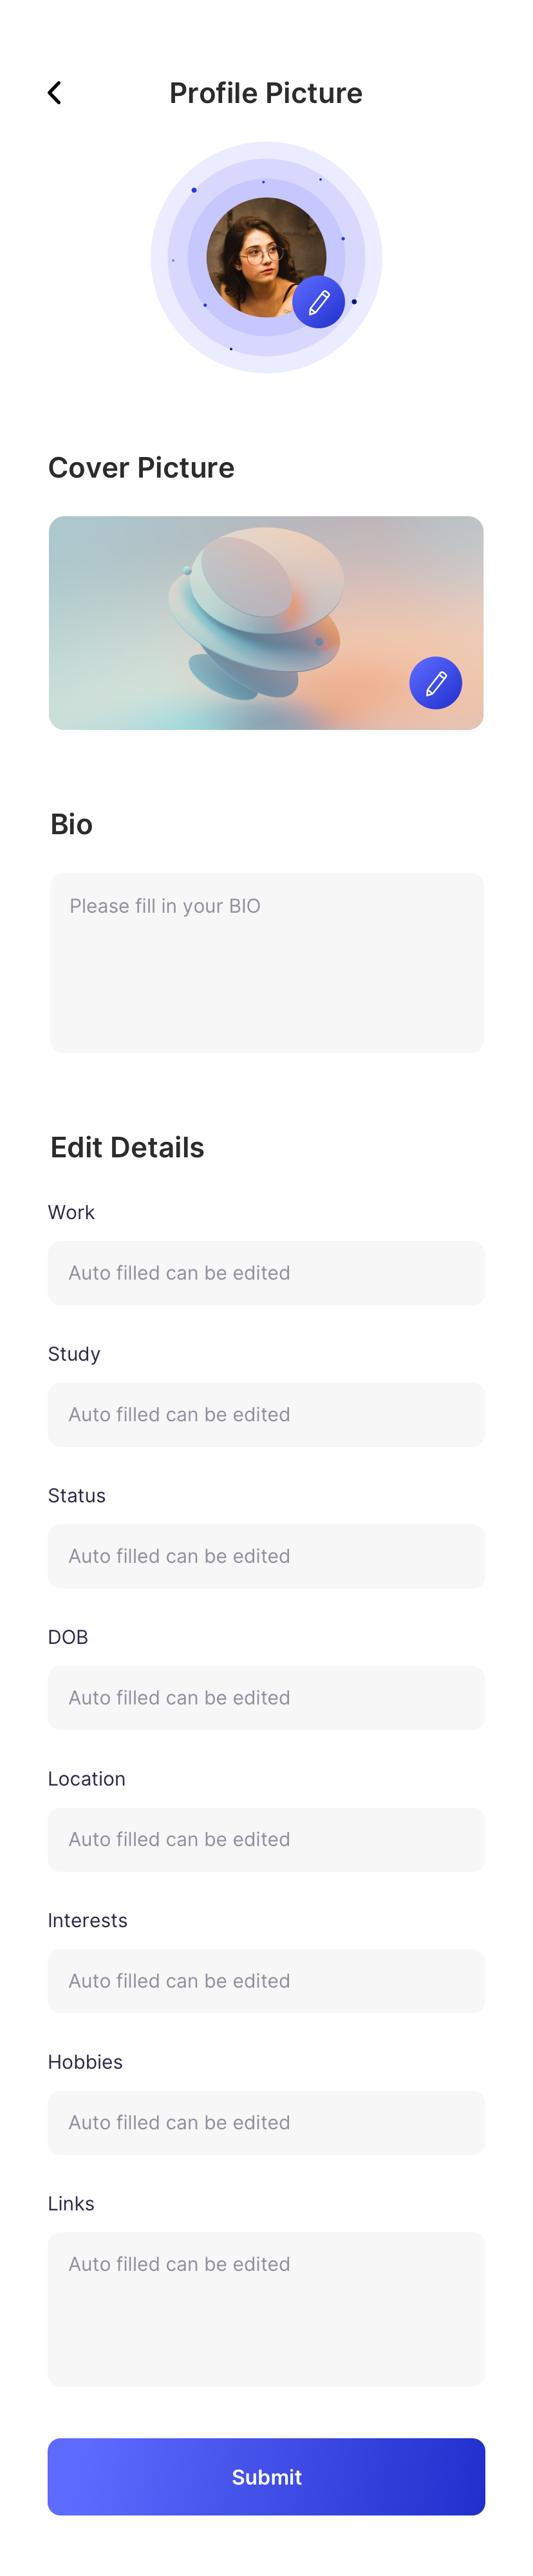 Profile Picture
Cover Picture
Bio
Please fill in your BIO
Edit Details
Work
Auto filled can be edited
Study
Auto filled can be edited
Status
Auto filled can be edited
DOB
Auto filled can be edited
Location
Auto filled can be edited
Interests
Auto filled can be edited
Hobbies
Auto filled can be edited
Links
Auto filled can be edited
Submit